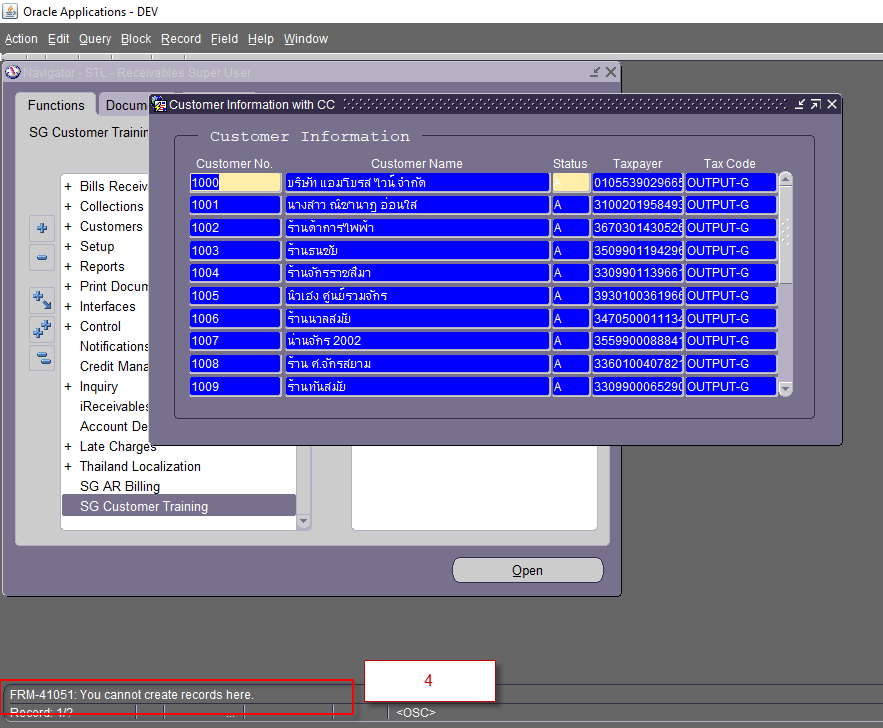 Oracle Applications - DEV
Action Edit Query Block Record Field Help Window
Navigator - STL - Receivables Super User
Functions
SG Customer
+ Bills
+ Collections
+ Customers
+ Setup
+ Reports
+ Print
+ Interfaces
+ Control
Notifications
Credit
+ Inquiry
iReceivables
Account
+ Late Charges
+ Thailand Localization
SG AR Billing
SG Customer Training
Open
Customer Information with CC
Customer Information
Customer No. Customer Name Status Taxpayer Tax Code
1000 บริษัท แอมโบรส ไวน์ จำกัด A 0105539029665 OUTPUT-G
1001 นางสาว ณิชานาฏ อ่อนใส A 3100201958493 OUTPUT-G
1002 ร้านดำการไฟฟ้า A 3670301430526 OUTPUT-G
1003 ร้านธนชัย A 3509901194296 OUTPUT-G
1004 ร้านจักรราชสีมา A 3309901139661 OUTPUT-G
1005 นิวเฮง ศูนย์รวมจักร A 3930100361966 OUTPUT-G
1006 ร้านนาลสมัย A 3470500011134 OUTPUT-G
1007 น่านจักร 2002 A 3559900088841 OUTPUT-G
1008 ร้าน ศ.จักรสยาม A 3360100407821 OUTPUT-G
1009 ร้านทันสมัย A 3309900065290 OUTPUT-G
4
FRM-41051: You cannot create records here.
Record: 1/? ... <OSC>